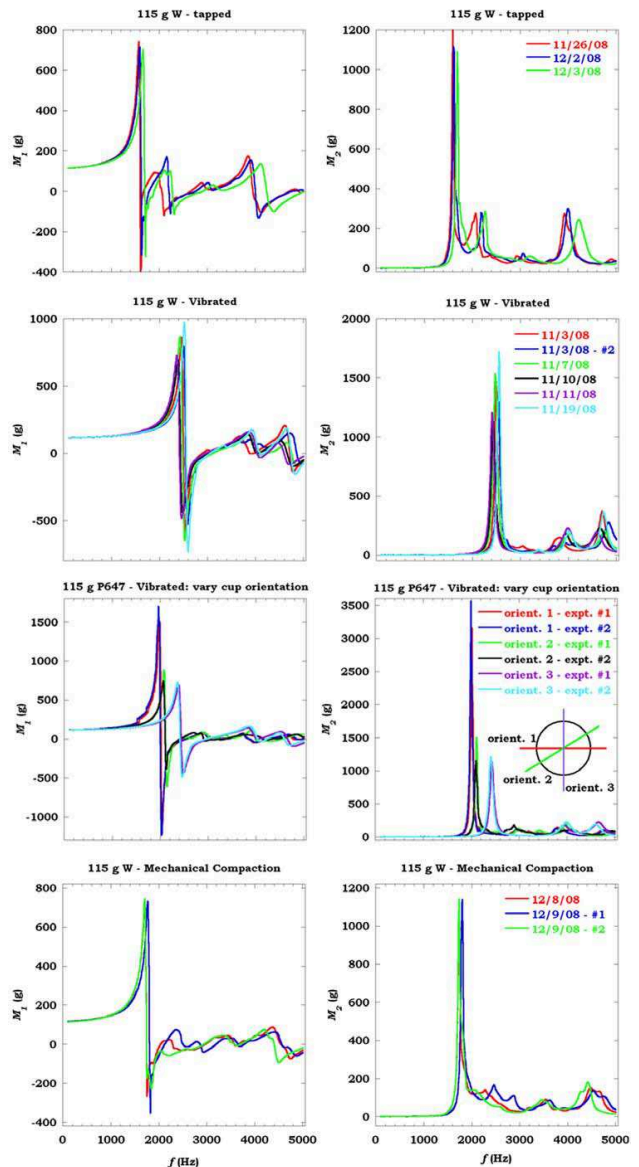 115 g W - tapped
800
600
400
200
0
-200
-400
M1 (g)
115 g W - tapped
1200
1000
800
600
400
200
0
M2 (g)
11/26/08
12/2/08
12/3/08
115 g W - Vibrated
1000
500
0
-500
M1 (g)
115 g W - Vibrated
2000
1500
1000
500
0
M2 (g)
11/3/08
11/3/08 - #2
11/7/08
11/10/08
11/11/08
11/19/08
115 g P647 - Vibrated: vary cup orientation
1500
1000
500
0
-500
-1000
M1 (g)
115 g P647 - Vibrated: vary cup orientation
3500
3000
2500
2000
1500
1000
500
0
M2 (g)
orient. 1 - expt. #1
orient. 1 - expt. #2
orient. 2 - expt. #1
orient. 2 - expt. #2
orient. 3 - expt. #1
orient. 3 - expt. #2
orient. 1
orient. 2
orient. 3
115 g W - Mechanical Compaction
800
600
400
200
0
-200
-400
M1 (g)
0 1000 2000 3000 4000 5000
f (Hz)
115 g W - Mechanical Compaction
1200
1000
800
600
400
200
0
M2 (g)
12/8/08
12/9/08 - #1
12/9/08 - #2
0 1000 2000 3000 4000 5000
f (Hz)